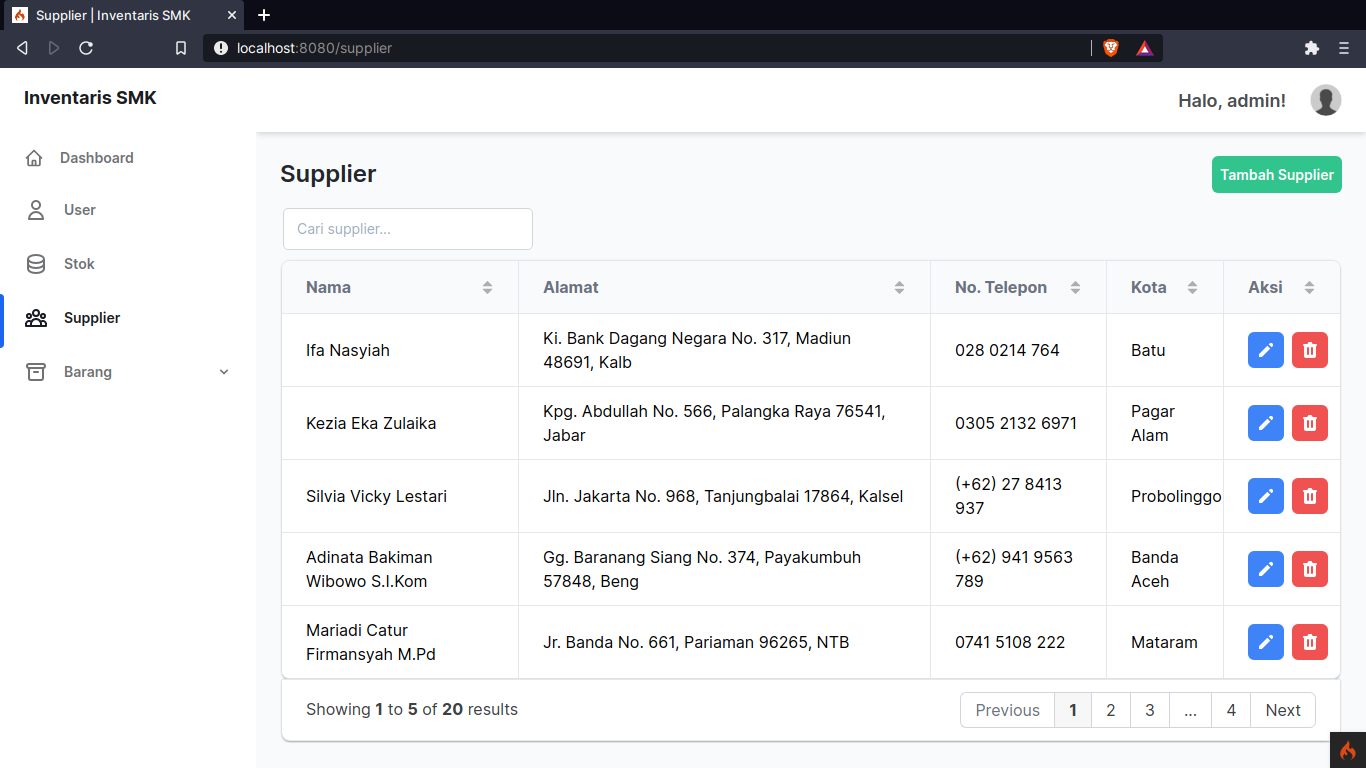 Supplier | Inventaris SMK
localhost:8080/supplier
Inventaris SMK
Halo, admin!
Dashboard
User
Stok
Supplier
Barang
Supplier
Tambah Supplier
Cari supplier...
Nama Alamat No. Telepon Kota Aksi
Ifa Nasyiah
Ki. Bank Dagang Negara No. 317, Madiun
48691, Kalb
028 0214 764
Batu
Kezia Eka Zulaika
Kpg. Abdullah No. 566, Palangka Raya 76541,
Jabar
0305 2132 6971
Pagar
Alam
Silvia Vicky Lestari
Jln. Jakarta No. 968, Tanjungbalai 17864, Kalsel
(+62) 27 8413
937
Probolinggo
Adinata Bakiman
Wibowo S.I.Kom
Gg. Baranang Siang No. 374, Payakumbuh
57848, Beng
(+62) 941 9563
789
Banda
Aceh
Mariadi Catur
Firmansyah M.Pd
Jr. Banda No. 661, Pariaman 96265, NTB
0741 5108 222
Mataram
Showing 1 to 5 of 20 results
Previous 1 2 3 ... 4 Next